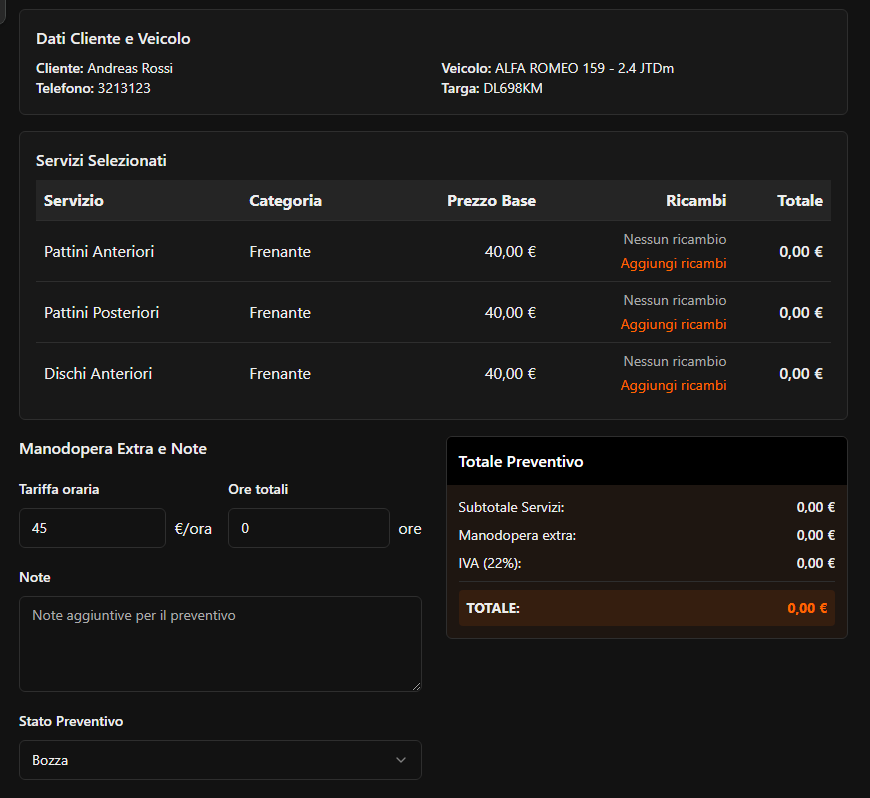 Dati Cliente e Veicolo
Cliente: Andreas Rossi
Veicolo: ALFA ROMEO 159 - 2.4 JTDm
Telefono: 3213123
Targa: DL698KM
Servizi Selezionati
Servizio Categoria Prezzo Base Ricambi Totale
Pattini Anteriori Frenante 40,00 € Nessun ricambio 0,00 €
Aggiungi ricambi
Pattini Posteriori Frenante 40,00 € Nessun ricambio 0,00 €
Aggiungi ricambi
Dischi Anteriori Frenante 40,00 € Nessun ricambio 0,00 €
Aggiungi ricambi
Manodopera Extra e Note
Tariffa oraria Ore totali
45 €/ora 0 ore
Note
Note aggiuntive per il preventivo
Stato Preventivo
Bozza
Totale Preventivo
Subtotale Servizi: 0,00 €
Manodopera extra: 0,00 €
IVA (22%): 0,00 €
TOTALE: 0,00 €